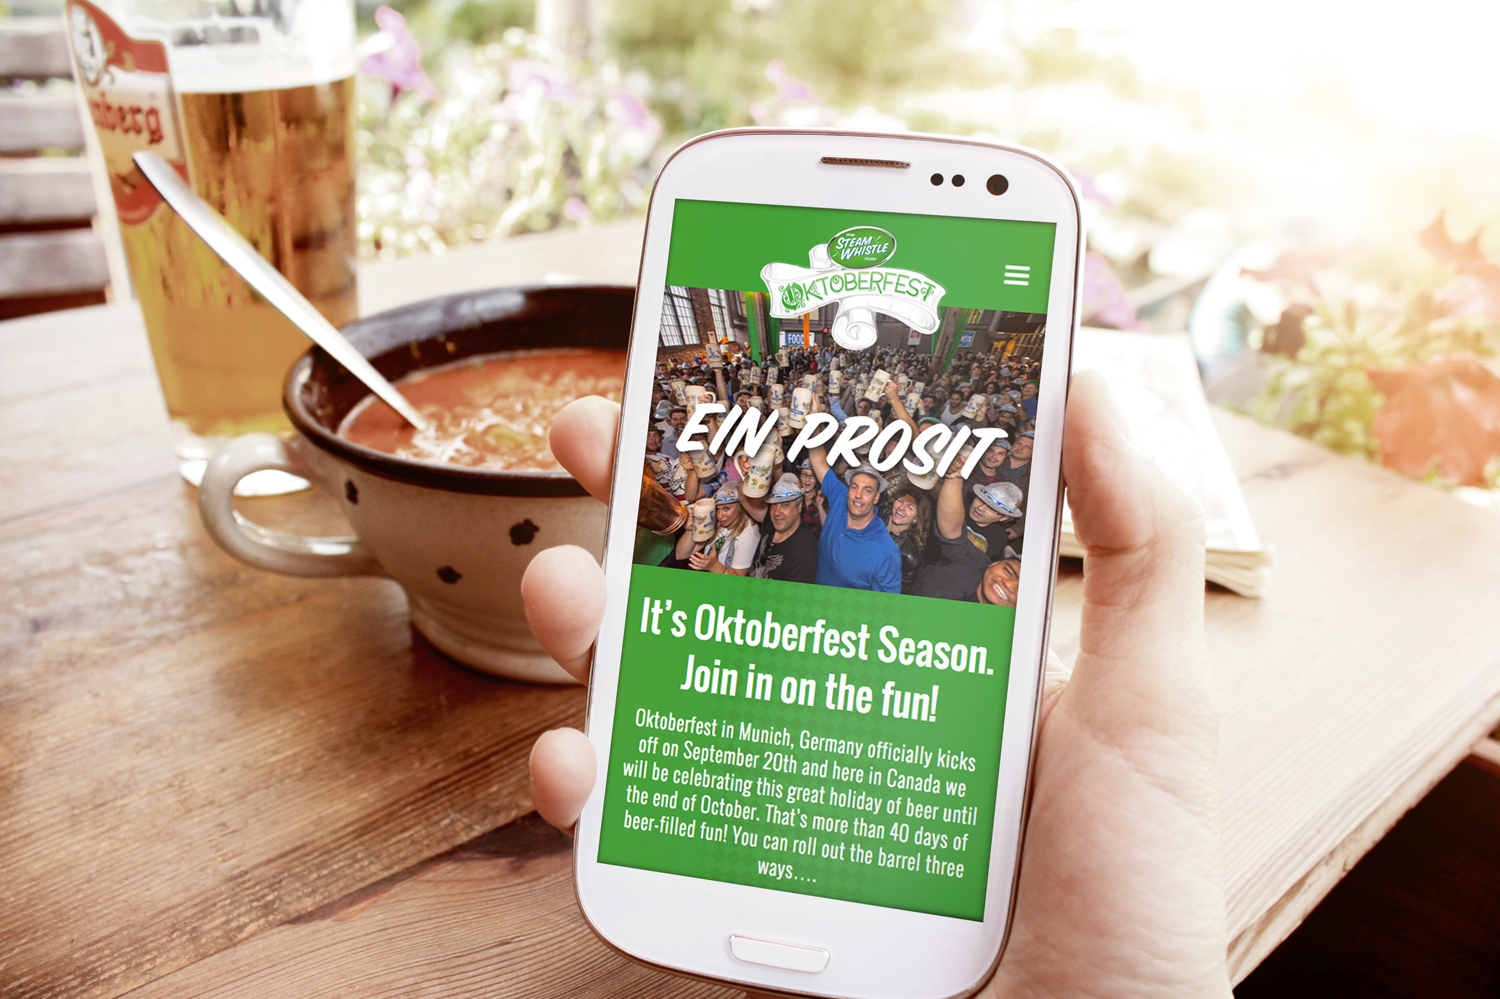 STEAM
WHISTLE
OKTOBERFEST
FOOD
EIN PROSIT
It's Oktoberfest Season.
Join in on the fun!
Oktoberfest in Munich, Germany officially kicks
off on September 20th and here in Canada we
will be celebrating this great holiday of beer until
the end of October. That's more than 40 days of
beer-filled fun! You can roll out the barrel three
ways....